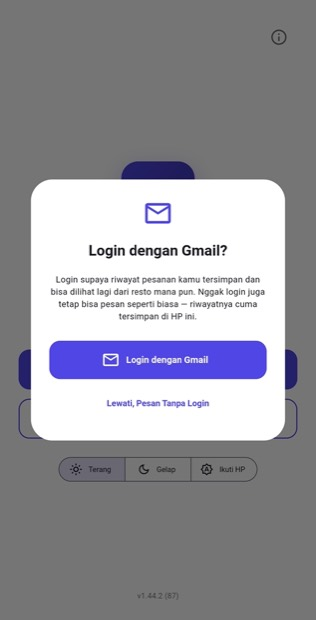 Login dengan Gmail?
Login supaya riwayat pesanan kamu tersimpan dan
bisa dilihat lagi dari resto mana pun. Nggak login juga
tetap bisa pesan seperti biasa — riwayatnya cuma
tersimpan di HP ini.
Login dengan Gmail
Lewati, Pesan Tanpa Login
Terang
Gelap
Ikuti HP
v1.44.2 (87)